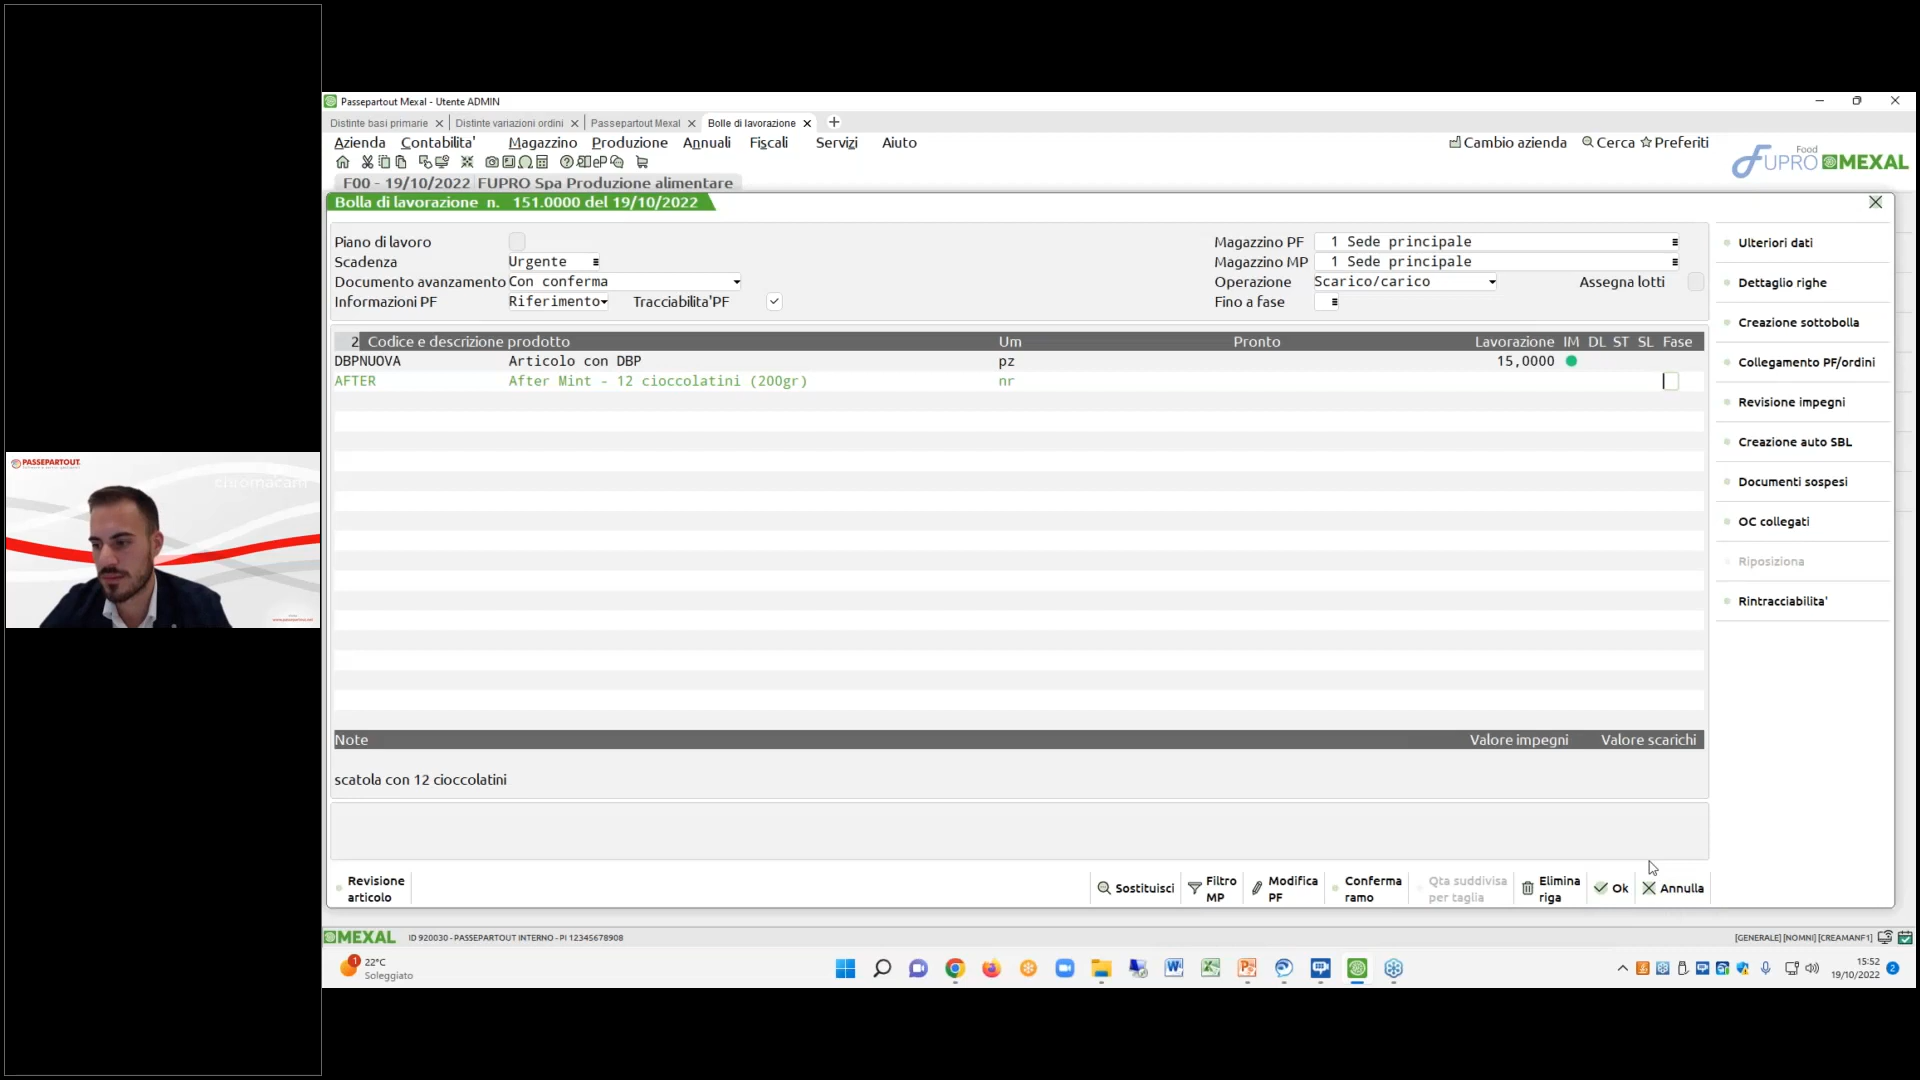 Passepartout Mexal - Utente ADMIN
Distinte basi primarie
Distinte variazioni ordini
Passepartout Mexal
Bolle di lavorazione
Azienda Contabilita' Magazzino Produzione Annuali Fiscali Servizi Aiuto
Cambio azienda Cerca Preferiti
Food
FUPRO MEXAL
F00 - 19/10/2022 FUPRO Spa Produzione alimentare
Bolla di lavorazione n. 151.0000 del 19/10/2022
Piano di lavoro
Magazzino PF 1 Sede principale
Scadenza Urgente
Magazzino MP 1 Sede principale
Documento avanzamento Con conferma
Operazione Scarico/carico Assegna lotti
Informazioni PF Riferimento Tracciabilita'PF
Fino a fase
2 Codice e descrizione prodotto Um Pronto Lavorazione IM DL ST SL Fase
DBPNUOVA Articolo con DBP pz 15,0000
AFTER After Mint - 12 cioccolatini (200gr) nr
Note Valore impegni Valore scarichi
scatola con 12 cioccolatini
Ulteriori dati
Dettaglio righe
Creazione sottobolla
Collegamento PF/ordini
Revisione impegni
Creazione auto SBL
Documenti sospesi
OC collegati
Riposiziona
Rintracciabilita'
Revisione
articolo
Sostituisci
Filtro
MP
Modifica
PF
Conferma
ramo
Qta suddivisa
per taglia
Elimina
riga
Ok
Annulla
MEXAL ID 920030 - PASSEPARTOUT INTERNO - PI 12345678908
[GENERALE] [NOMNI] [CREAMANF1]
1
22°C
Soleggiato
15:52
19/10/2022
2
PASSEPARTOUT
chromacam